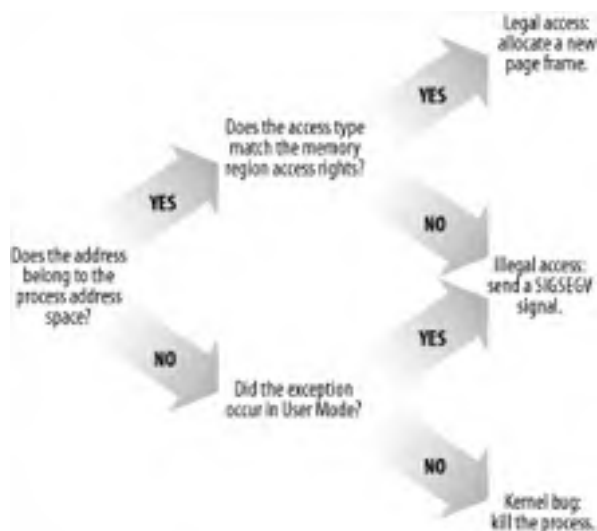 Legal access:
allocate a new
page frame.
YES
Does the access type
match the memory
region access rights?
YES
NO
Does the address
belong to the
process address
space?
Illegal access:
send a SIGSEGV
signal.
NO
YES
Did the exception
occur in User Mode?
NO
Kernel bug:
kill the process.